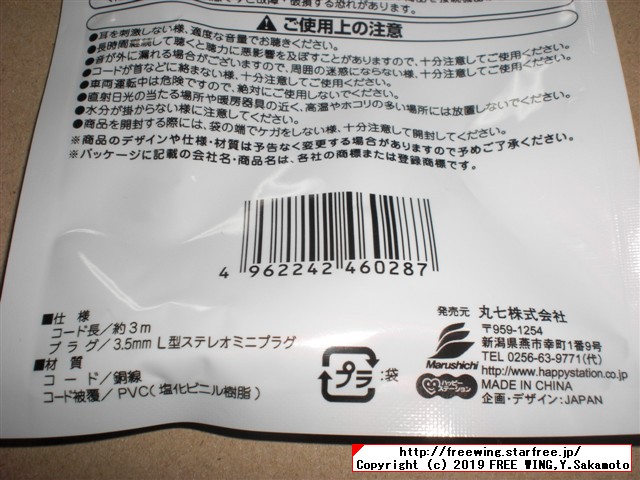 ご使用上の注意
●耳を刺激しない様、適度な音量でお聴きください。
●長時間継続して聴くと聴力に悪影響を及ぼすことがありますので、十分注意してご使用ください。
●音が外に漏れる場合がございますので、周囲の迷惑にならない様、十分注意してご使用ください。
●コードが首などに絡まない様、十分注意してご使用ください。
●車両運転中は危険ですので、絶対にご使用しないでください。
●直射日光の当たる場所や暖房器具の近く、高温やホコリの多い場所には放置しないでください。
●水分が掛からない様に注意してください。
●商品を開封する際には、袋の端でケガをしない様、十分注意して開封してください。
※商品のデザインや仕様・材質は予告なく変更する場合がありますので予めご了承ください。
※パッケージに記載の会社名・商品名は、各社の商標または登録商標です。
4 962242 460287
■仕 様
コード長/約3m
プラグ/3.5mm L型ステレオミニプラグ
■材 質
コード/銅線
コード被覆/PVC(塩化ビニル樹脂)
プラ :袋
発売元 丸七株式会社
〒959-1254
新潟県燕市幸町1番9号
TEL 0256-63-9771(代)
http://www.happystation.co.jp
MADE IN CHINA
企画・デザイン:JAPAN
Marushichi
ハッピーステーション
http://freewing.starfree.jp/
Copyright (c) 2019 FREE WING,Y.Sakamoto